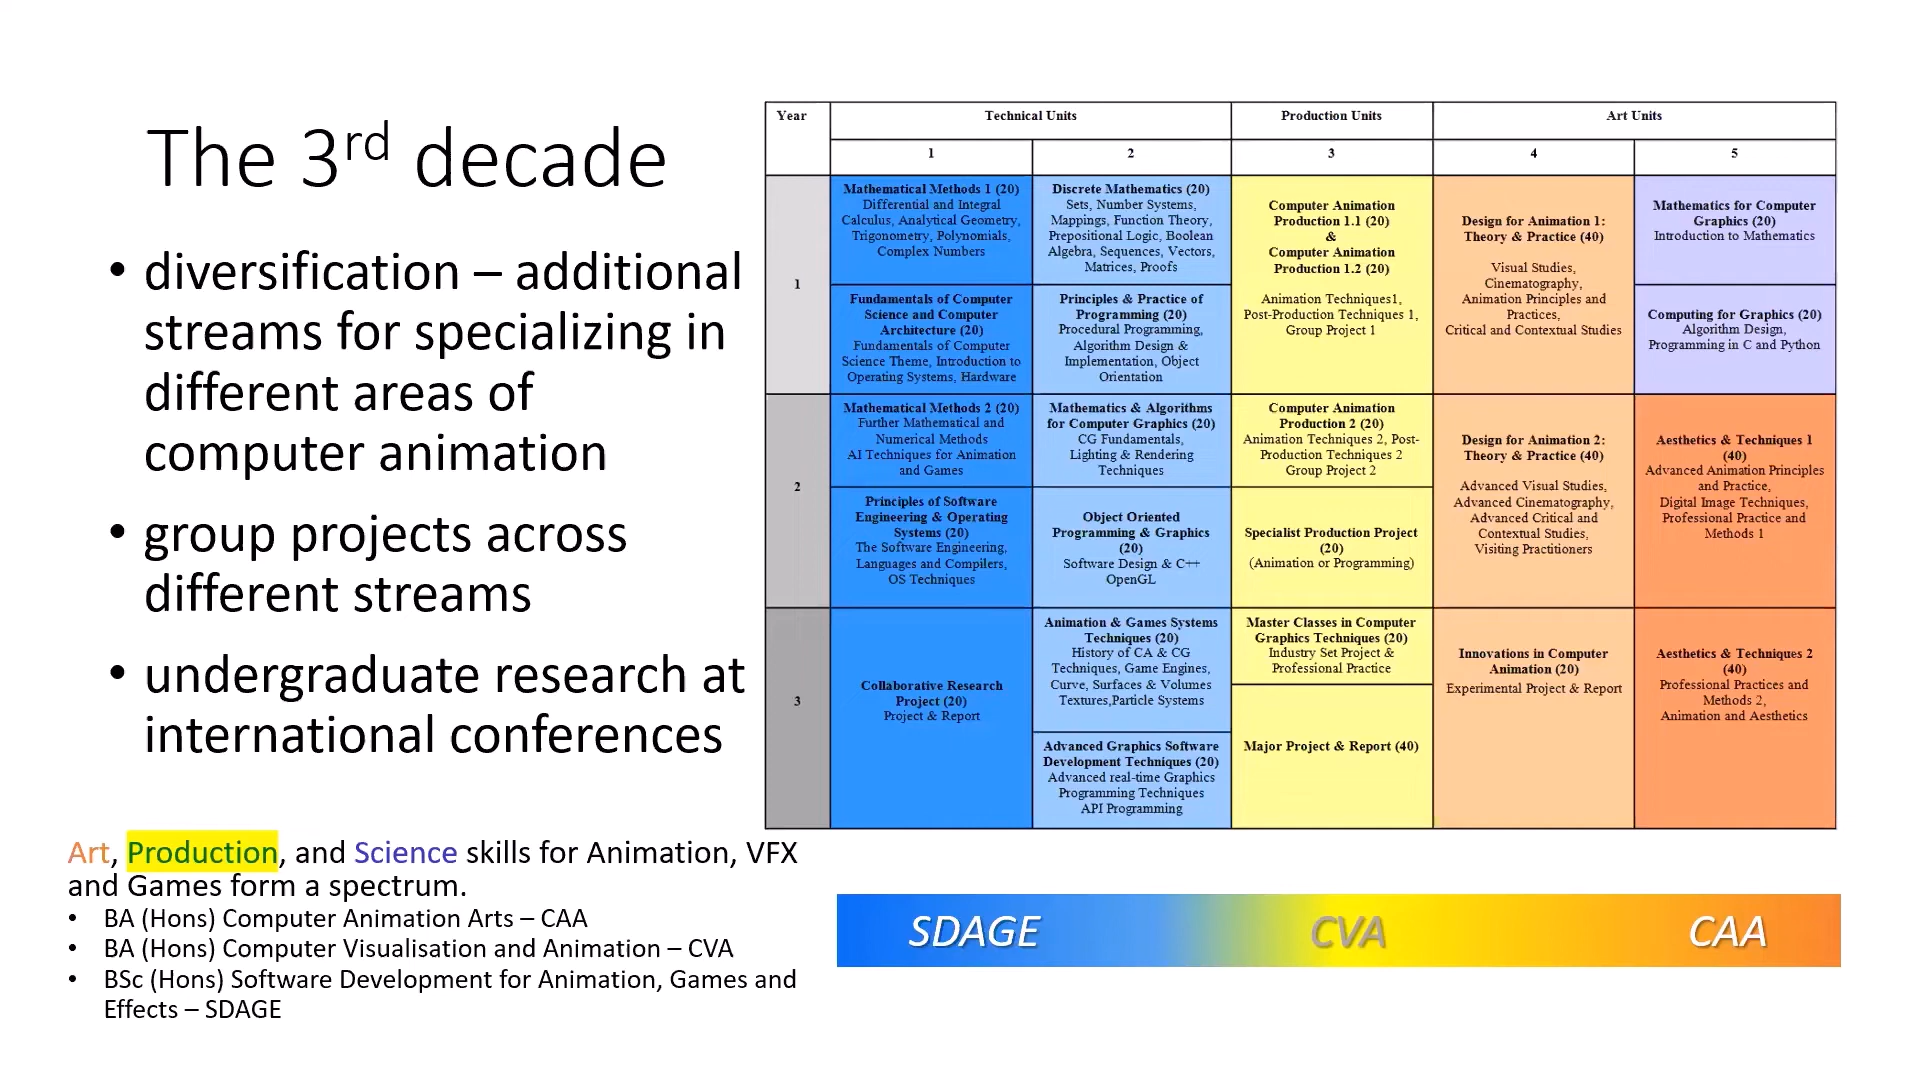 The 3rd decade
• diversification – additional
streams for specializing in
different areas of
computer animation
• group projects across
different streams
• undergraduate research at
international conferences
Art, Production, and Science skills for Animation, VFX
and Games form a spectrum.
• BA (Hons) Computer Animation Arts – CAA
• BA (Hons) Computer Visualisation and Animation – CVA
• BSc (Hons) Software Development for Animation, Games and
Effects – SDAGE
Year
Technical Units
Production Units
Art Units
1
2
3
4
5
1
Mathematical Methods 1 (20)
Differential and Integral
Calculus, Analytical Geometry,
Trigonometry, Polynomials,
Complex Numbers
Fundamentals of Computer
Science and Computer
Architecture (20)
Fundamentals of Computer
Science Theme, Introduction to
Operating Systems, Hardware
Discrete Mathematics (20)
Sets, Number Systems,
Mappings, Function Theory,
Prepositional Logic, Boolean
Algebra, Sequences, Vectors,
Matrices, Proofs
Principles & Practice of
Programming (20)
Procedural Programming,
Algorithm Design &
Implementation, Object
Orientation
Computer Animation
Production 1.1 (20)
&
Computer Animation
Production 1.2 (20)
Animation Techniques1,
Post-Production Techniques 1,
Group Project 1
Design for Animation 1:
Theory & Practice (40)
Visual Studies,
Cinematography,
Animation Principles and
Practices,
Critical and Contextual Studies
Mathematics for Computer
Graphics (20)
Introduction to Mathematics
Computing for Graphics (20)
Algorithm Design,
Programming in C and Python
2
Mathematical Methods 2 (20)
Further Mathematical and
Numerical Methods
AI Techniques for Animation
and Games
Principles of Software
Engineering & Operating
Systems (20)
The Software Engineering,
Languages and Compilers,
OS Techniques
Mathematics & Algorithms
for Computer Graphics (20)
CG Fundamentals,
Lighting & Rendering
Techniques
Object Oriented
Programming & Graphics
(20)
Software Design & C++
OpenGL
Computer Animation
Production 2 (20)
Animation Techniques 2, Post-
Production Techniques 2
Group Project 2
Specialist Production Project
(20)
(Animation or Programming)
Design for Animation 2:
Theory & Practice (40)
Advanced Visual Studies,
Advanced Cinematography,
Advanced Critical and
Contextual Studies,
Visiting Practitioners
Aesthetics & Techniques 1
(40)
Advanced Animation Principles
and Practice,
Digital Image Techniques,
Professional Practice and
Methods 1
3
Collaborative Research
Project (20)
Project & Report
Animation & Games Systems
Techniques (20)
History of CA & CG
Techniques, Game Engines,
Curve, Surfaces & Volumes
Textures,Particle Systems
Advanced Graphics Software
Development Techniques (20)
Advanced real-time Graphics
Programming Techniques
API Programming
Master Classes in Computer
Graphics Techniques (20)
Industry Set Project &
Professional Practice
Major Project & Report (40)
Innovations in Computer
Animation (20)
Experimental Project & Report
Aesthetics & Techniques 2
(40)
Professional Practices and
Methods 2,
Animation and Aesthetics
SDAGE
CVA
CAA